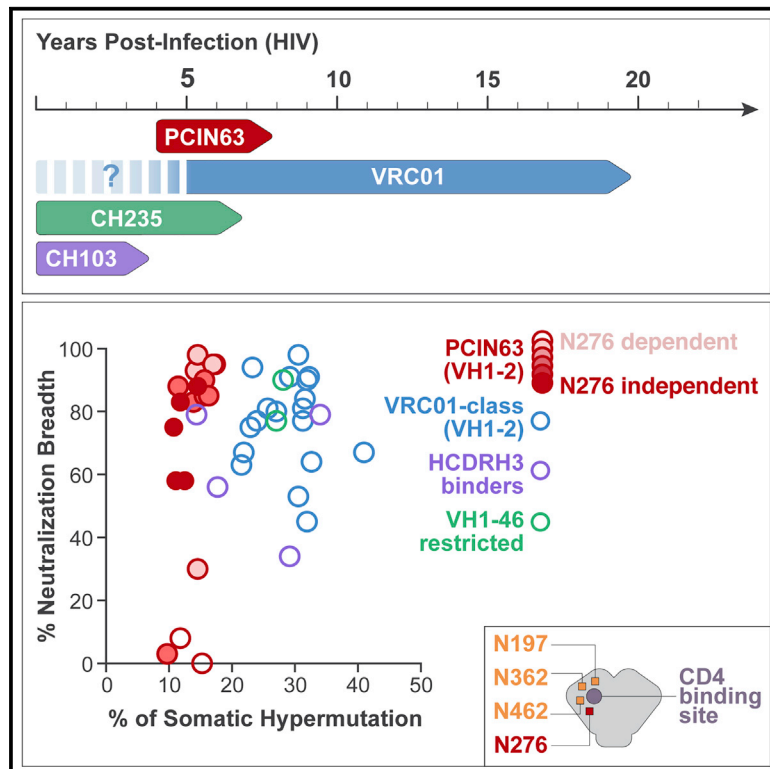 Years Post-Infection (HIV)
5
10
15
20
PCIN63
?
VRC01
CH235
CH103
% Neutralization Breadth
100
80
60
40
20
0
0
10
20
30
40
50
% of Somatic Hypermutation
PCIN63
(VH1-2)
N276 dependent
N276 independent
VRC01-class
(VH1-2)
HCDRH3
binders
VH1-46
restricted
N197
N362
N462
N276
CD4
binding
site